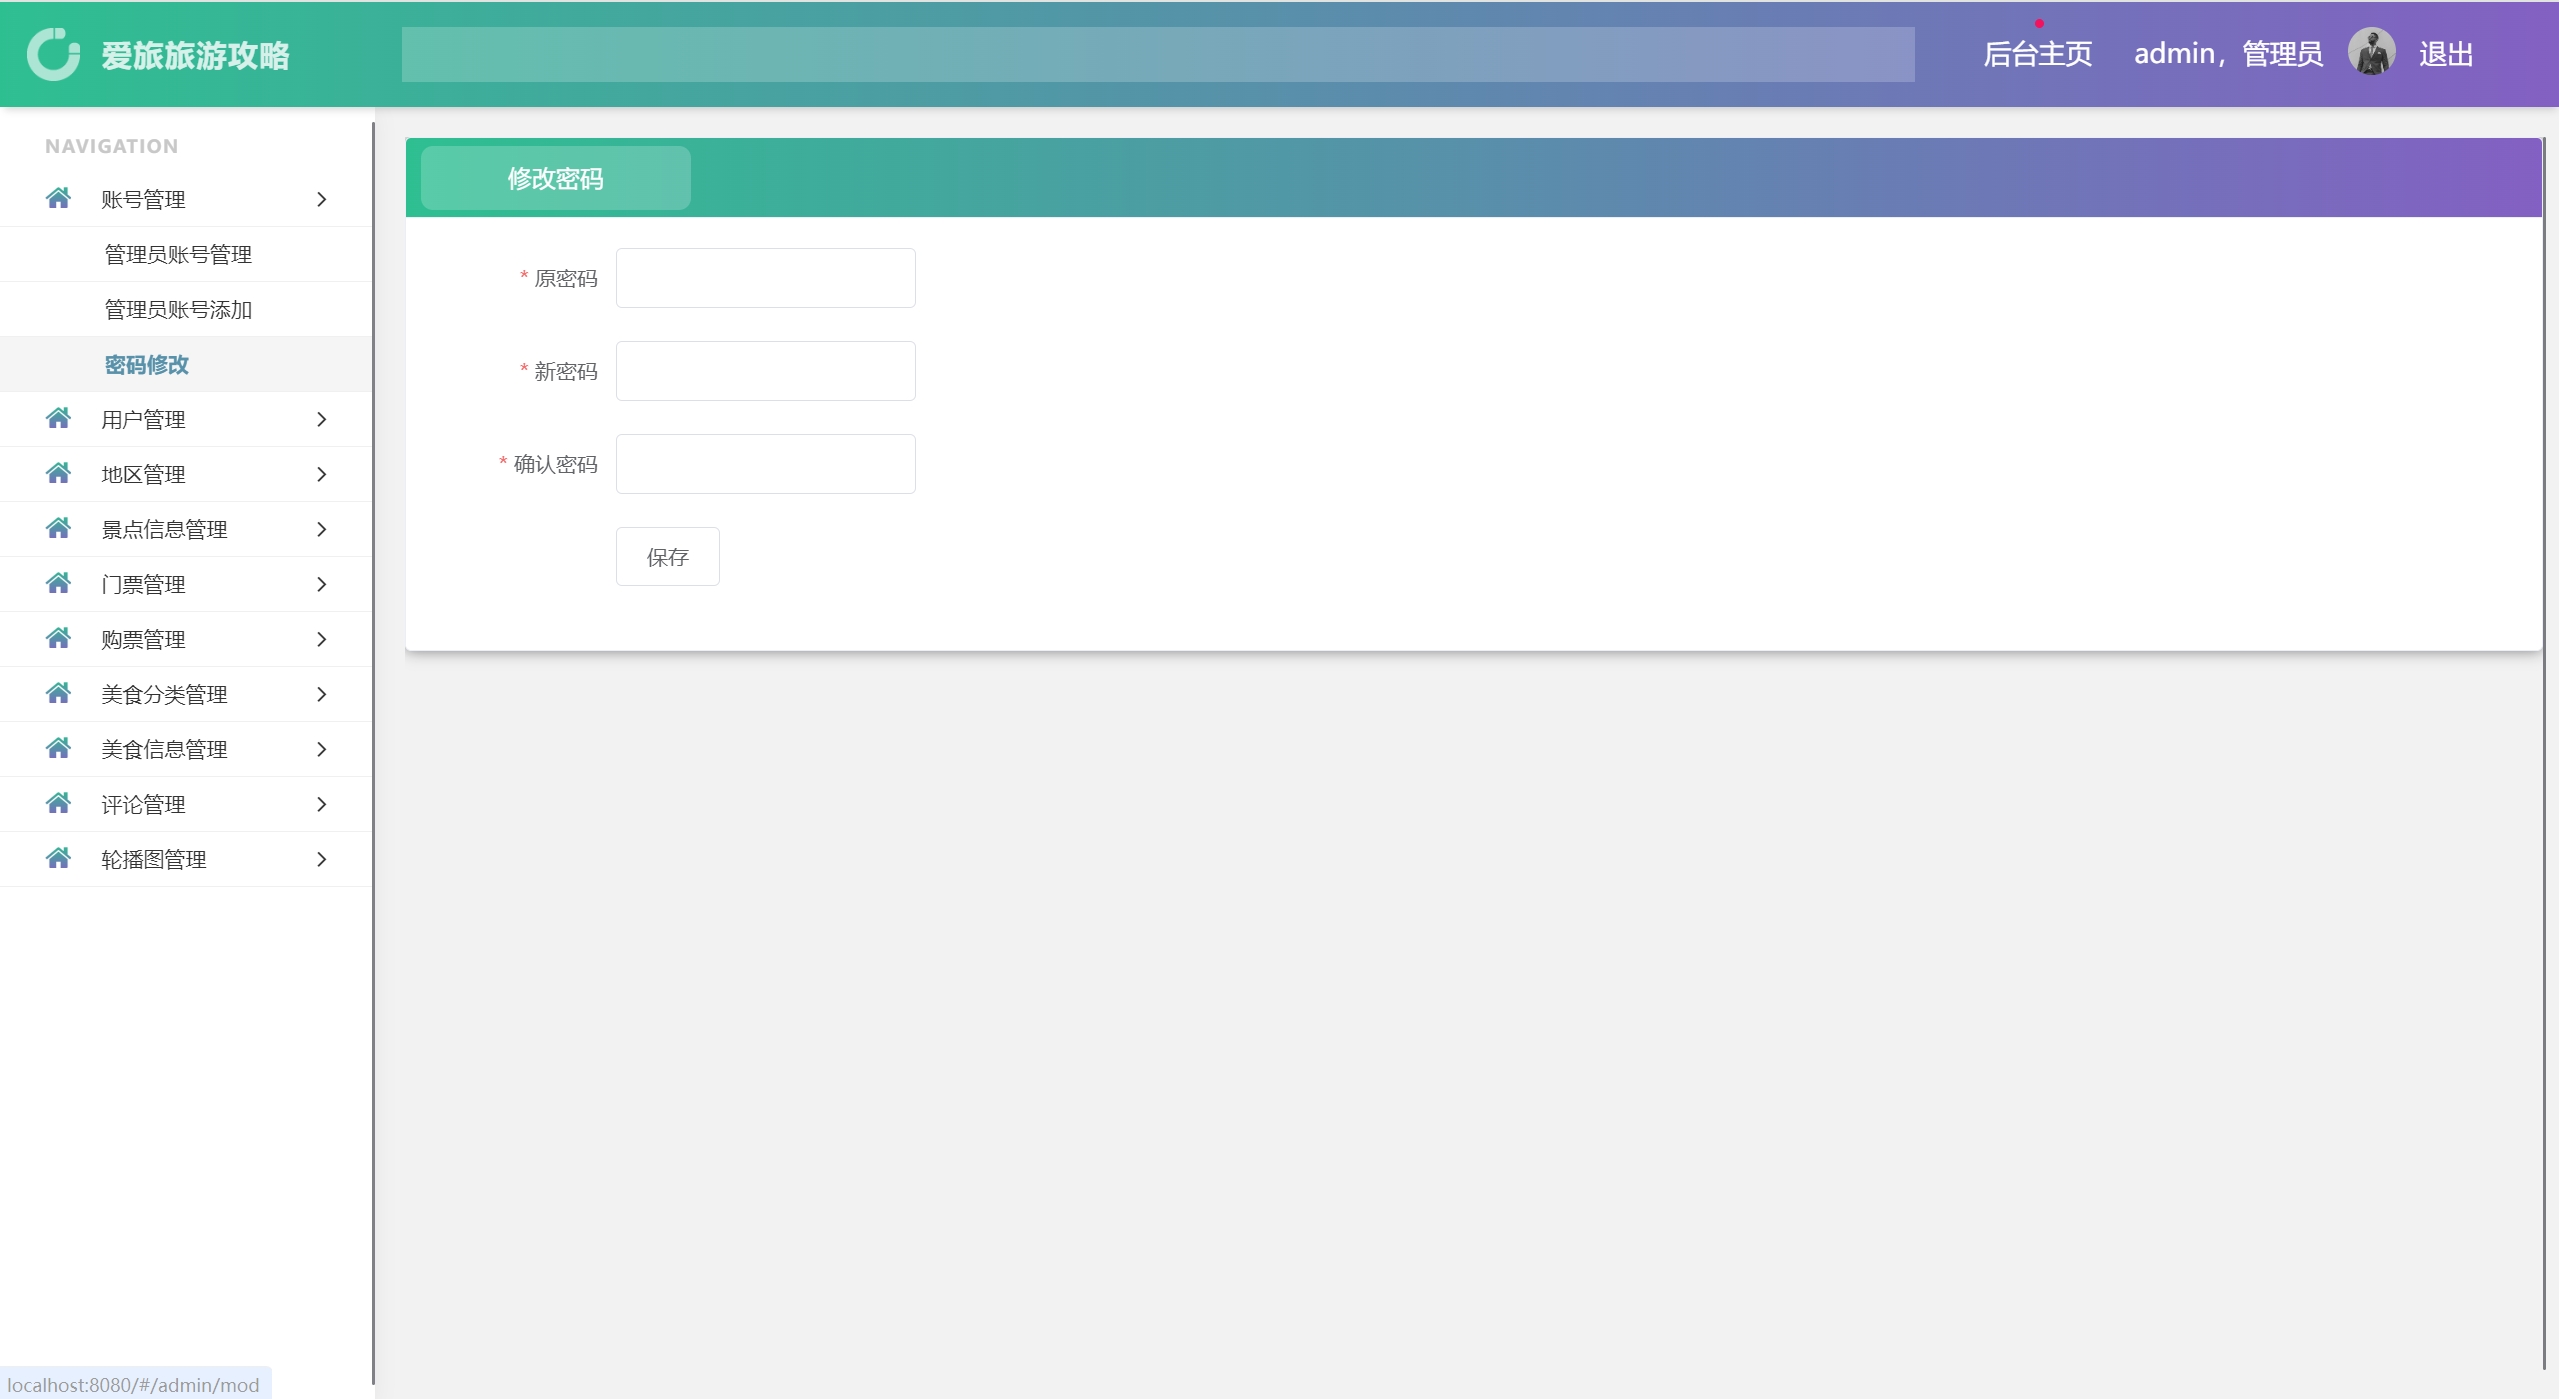 爱旅旅游攻略
后台主页
admin，管理员
退出
NAVIGATION
账号管理
管理员账号管理
管理员账号添加
密码修改
用户管理
地区管理
景点信息管理
门票管理
购票管理
美食分类管理
美食信息管理
评论管理
轮播图管理
修改密码
* 原密码
* 新密码
* 确认密码
保存
localhost:8080/#/admin/mod